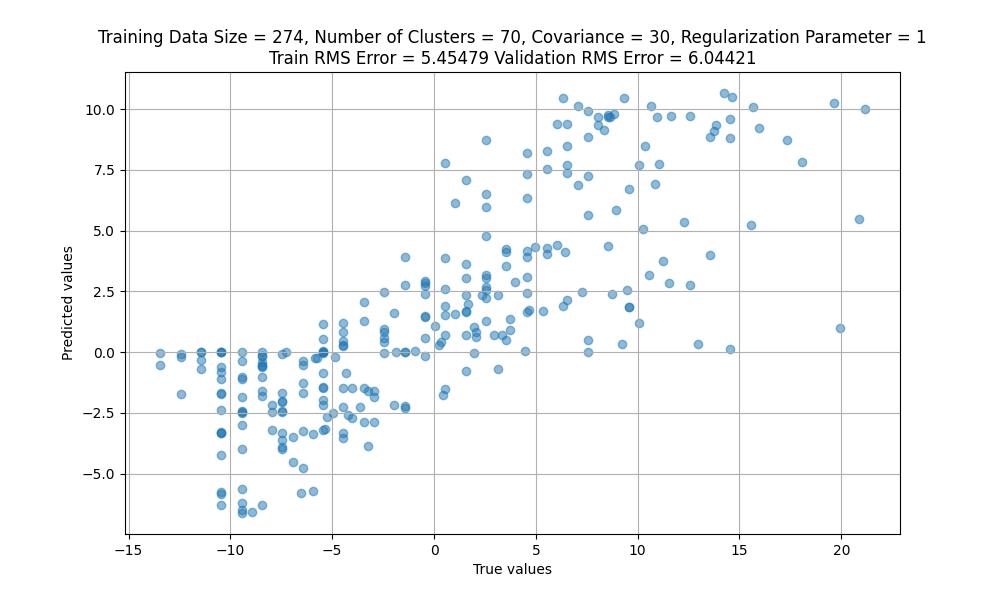 Training Data Size = 274, Number of Clusters = 70, Covariance = 30, Regularization Parameter = 1
Train RMS Error = 5.45479 Validation RMS Error = 6.04421
10.0
7.5
5.0
2.5
0.0
−2.5
−5.0
Predicted values
−15 −10 −5 0 5 10 15 20
True values